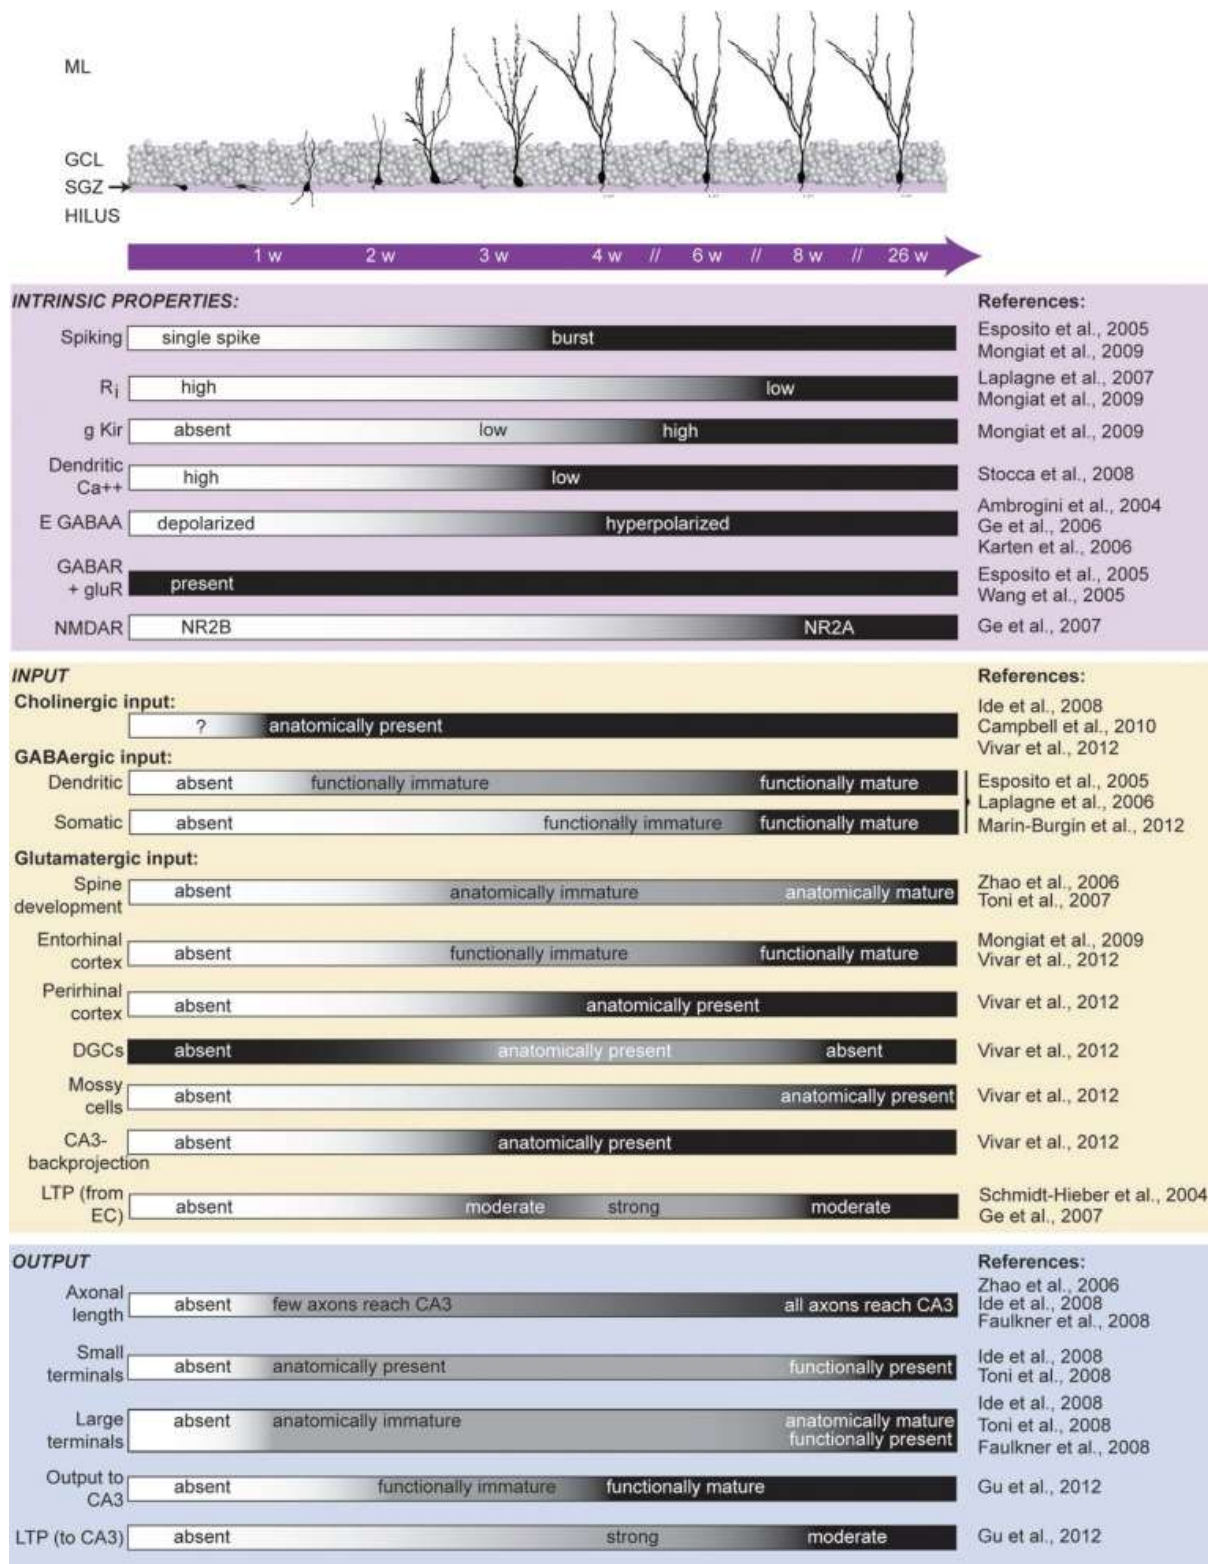 ML
GCL
SGZ
HILUS
1 w 2 w 3 w 4 w // 6 w // 8 w // 26 w
INTRINSIC PROPERTIES: References:
Spiking single spike burst Esposito et al., 2005
Mongiat et al., 2009
Ri high low Laplagne et al., 2007
Mongiat et al., 2009
g Kir absent low high Mongiat et al., 2009
Dendritic
Ca++ high low Stocca et al., 2008
E GABAA depolarized hyperpolarized Ambrogini et al., 2004
Ge et al., 2006
Karten et al., 2006
GABAR
+ gluR present Esposito et al., 2005
Wang et al., 2005
NMDAR NR2B NR2A Ge et al., 2007
INPUT References:
Cholinergic input:
? anatomically present Ide et al., 2008
Campbell et al., 2010
Vivar et al., 2012
GABAergic input:
Dendritic absent functionally immature functionally mature Esposito et al., 2005
Laplagne et al., 2006
Somatic absent functionally immature functionally mature Marin-Burgin et al., 2012
Glutamatergic input:
Spine
development absent anatomically immature anatomically mature Zhao et al., 2006
Toni et al., 2007
Entorhinal
cortex absent functionally immature functionally mature Mongiat et al., 2009
Vivar et al., 2012
Perirhinal
cortex absent anatomically present Vivar et al., 2012
DGCs absent anatomically present absent Vivar et al., 2012
Mossy
cells absent anatomically present Vivar et al., 2012
CA3-
backprojection absent anatomically present Vivar et al., 2012
LTP (from
EC) absent moderate strong moderate Schmidt-Hieber et al., 2004
Ge et al., 2007
OUTPUT References:
Axonal
length absent few axons reach CA3 all axons reach CA3 Zhao et al., 2006
Ide et al., 2008
Faulkner et al., 2008
Small
terminals absent anatomically present functionally present Ide et al., 2008
Toni et al., 2008
Large
terminals absent anatomically immature anatomically mature
functionally present Ide et al., 2008
Toni et al., 2008
Faulkner et al., 2008
Output to
CA3 absent functionally immature functionally mature Gu et al., 2012
LTP (to CA3) absent strong moderate Gu et al., 2012